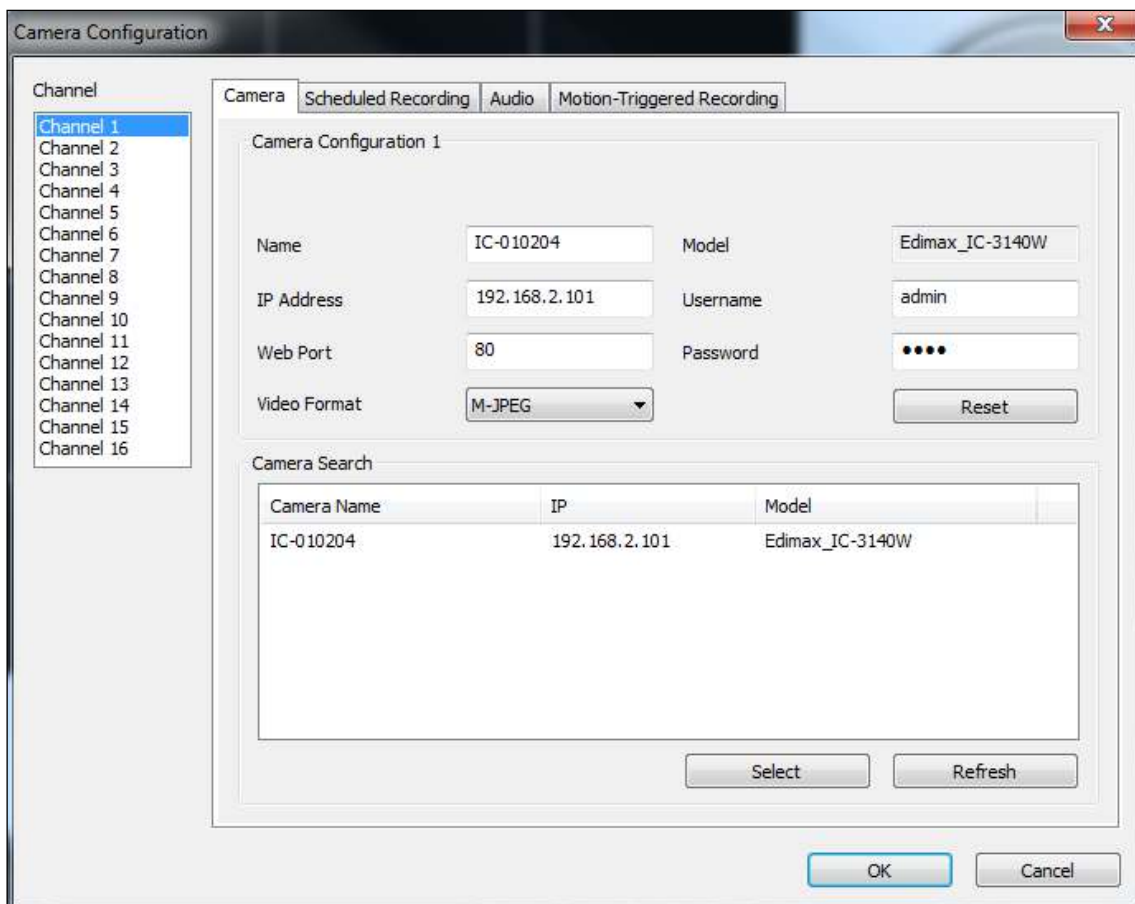 Camera Configuration
Channel
Channel 1
Channel 2
Channel 3
Channel 4
Channel 5
Channel 6
Channel 7
Channel 8
Channel 9
Channel 10
Channel 11
Channel 12
Channel 13
Channel 14
Channel 15
Channel 16
Camera Scheduled Recording Audio Motion-Triggered Recording
Camera Configuration 1
Name IC-010204 Model Edimax_IC-3140W
IP Address 192.168.2.101 Username admin
Web Port 80 Password ••••
Video Format M-JPEG Reset
Camera Search
Camera Name IP Model
IC-010204 192.168.2.101 Edimax_IC-3140W
Select Refresh
OK Cancel